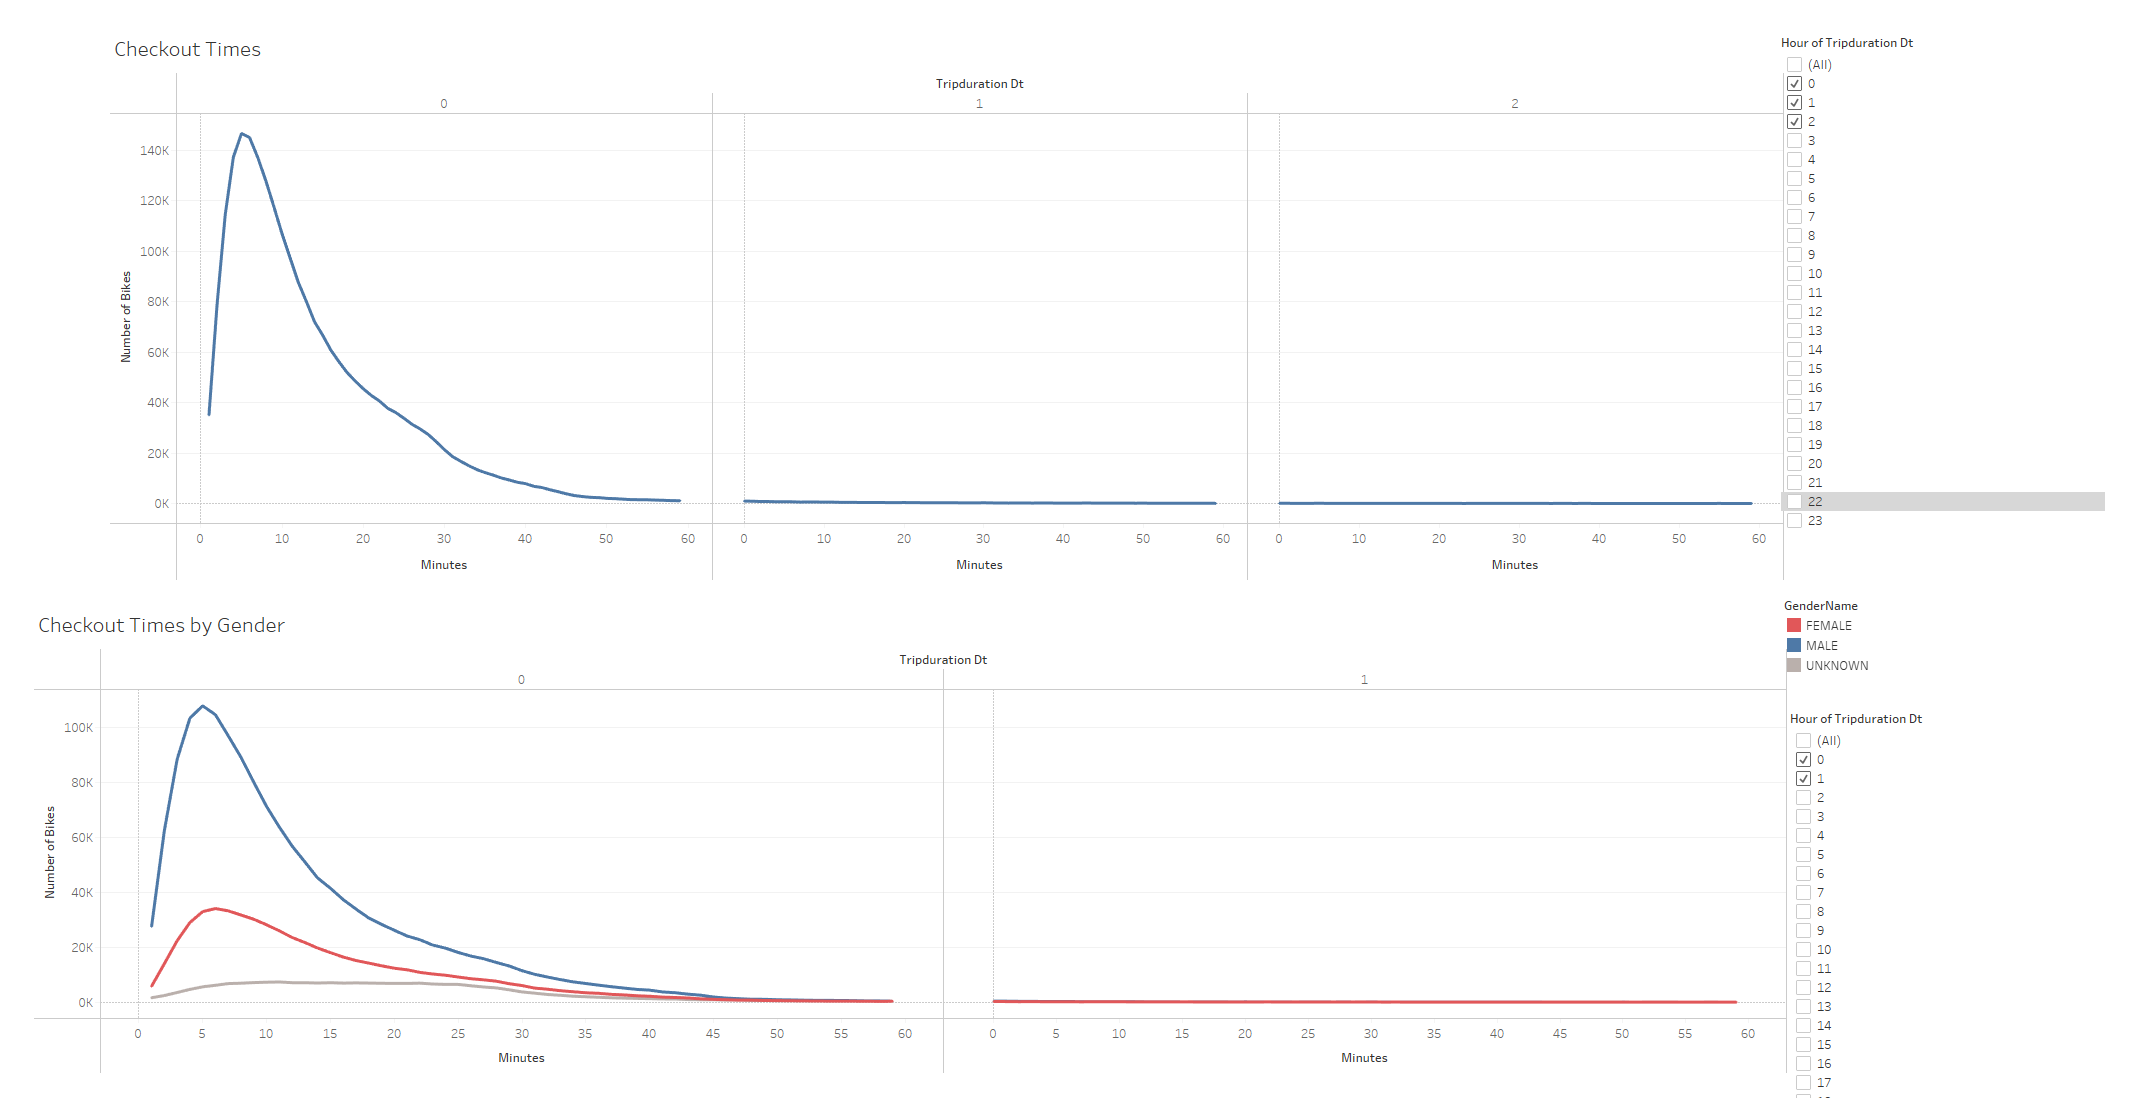 Checkout Times
Tripduration Dt
0 1 2
Number of Bikes
140K
120K
100K
80K
60K
40K
20K
0K
0 10 20 30 40 50 60 0 10 20 30 40 50 60 0 10 20 30 40 50 60
Minutes Minutes Minutes
Hour of Tripduration Dt
(All)
0
1
2
3
4
5
6
7
8
9
10
11
12
13
14
15
16
17
18
19
20
21
22
23
Checkout Times by Gender
Tripduration Dt
0 1
Number of Bikes
100K
80K
60K
40K
20K
0K
0 5 10 15 20 25 30 35 40 45 50 55 60 0 5 10 15 20 25 30 35 40 45 50 55 60
Minutes Minutes
GenderName
FEMALE
MALE
UNKNOWN
Hour of Tripduration Dt
(All)
0
1
2
3
4
5
6
7
8
9
10
11
12
13
14
15
16
17